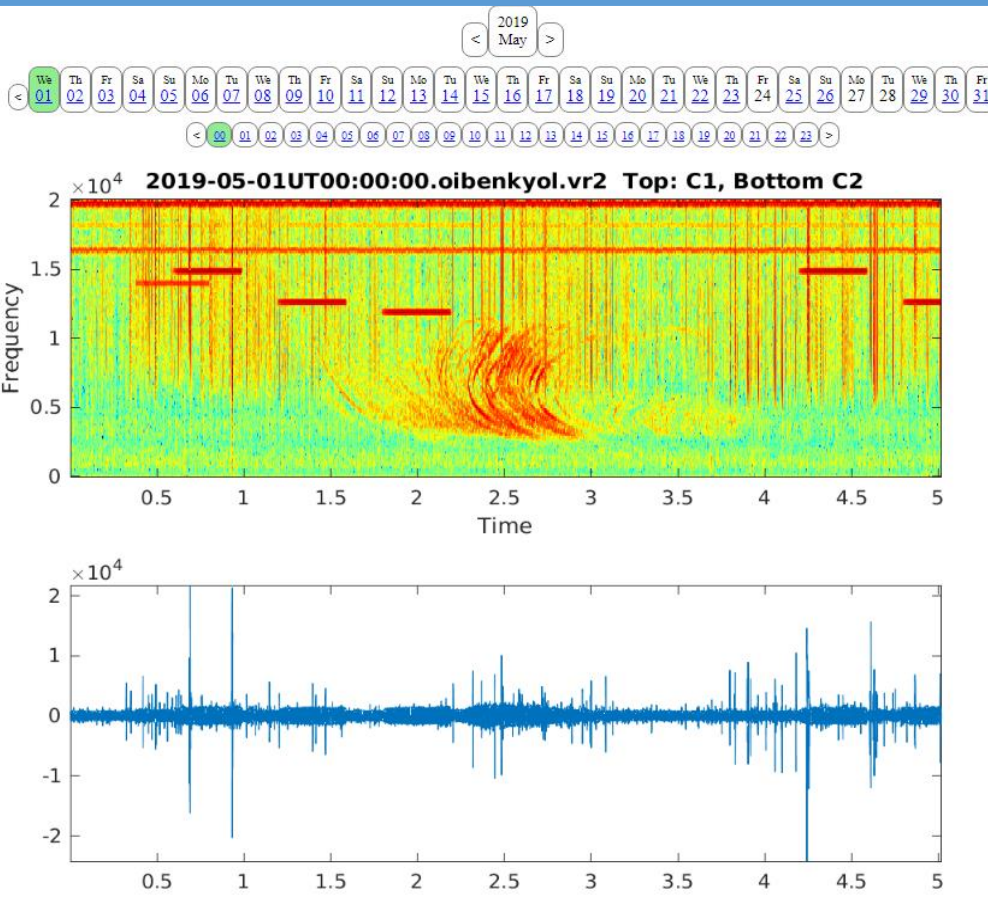 2019
< May >
We Th Fr Sa Su Mo Tu We Th Fr Sa Su Mo Tu We Th Fr Sa Su Mo Tu We Th Fr Sa Su Mo Tu We Th Fr
< 01 02 03 04 05 06 07 08 09 10 11 12 13 14 15 16 17 18 19 20 21 22 23 24 25 26 27 28 29 30 31
< 00 01 02 03 04 05 06 07 08 09 10 11 12 13 14 15 16 17 18 19 20 21 22 23 >
×10⁴ 2019-05-01UT00:00:00.oibenkyol.vr2 Top: C1, Bottom C2
2
1.5
1
0.5
0
Frequency
0.5 1 1.5 2 2.5 3 3.5 4 4.5 5
Time
×10⁴
2
1
0
-1
-2
0.5 1 1.5 2 2.5 3 3.5 4 4.5 5